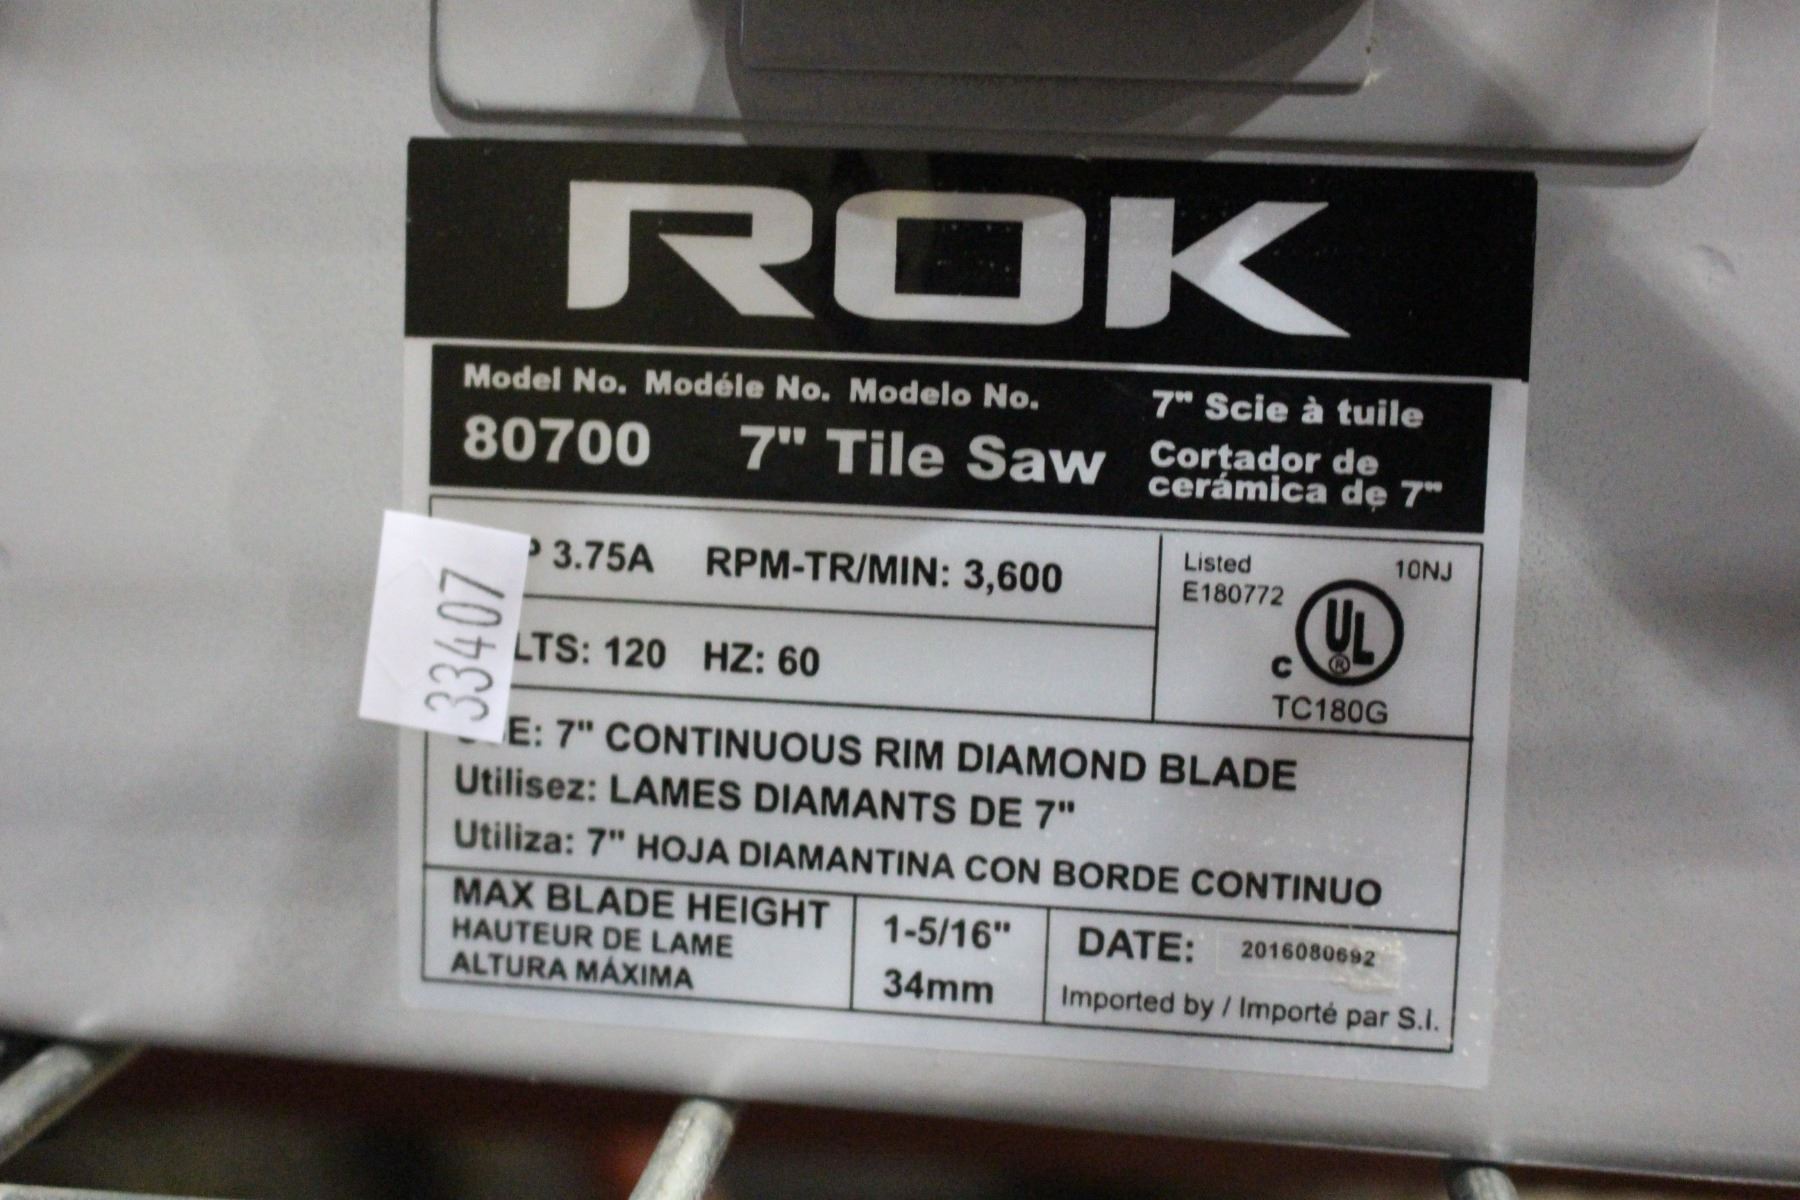 ROK
Model No. Modéle No. Modelo No.
80700 7" Tile Saw
7" Scie à tuile
Cortador de
cerámica de 7"
P 3.75A RPM-TR/MIN: 3,600
LTS: 120 HZ: 60
Listed 10NJ
E180772
C UL ®
TC180G
33407
E: 7" CONTINUOUS RIM DIAMOND BLADE
Utilisez: LAMES DIAMANTS DE 7"
Utiliza: 7" HOJA DIAMANTINA CON BORDE CONTINUO
MAX BLADE HEIGHT
HAUTEUR DE LAME
ALTURA MÁXIMA
1-5/16"
34mm
DATE: 2016080692
Imported by / Importé par S.I.